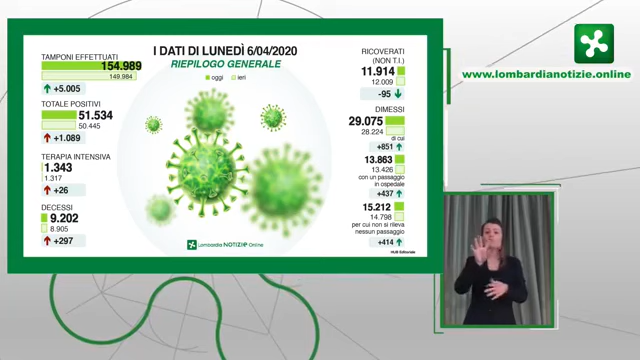 I DATI DI LUNEDÌ 6/04/2020
RIEPILOGO GENERALE
oggi ieri
TAMPONI EFFETTUATI
154.989
149.984
+5.005
TOTALE POSITIVI
51.534
50.445
+1.089
TERAPIA INTENSIVA
1.343
1.317
+26
DECESSI
9.202
8.905
+297
RICOVERATI
(NON T.I.)
11.914
12.009
-95
DIMESSI
29.075
28.224
di cui
+851
13.863
13.426
con un passaggio
in ospedale
+437
15.212
14.798
per cui non si rileva
nessun passaggio
+414
Lombardia NOTIZIE Online
HUB Editoriale
www.lombardianotizie.online